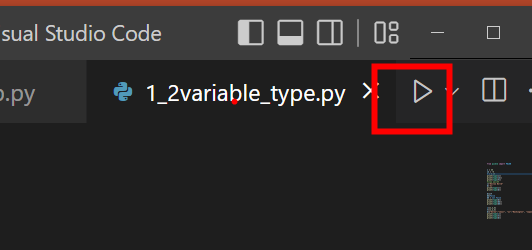 sual Studio Code
o.py
1_2variable_type.py